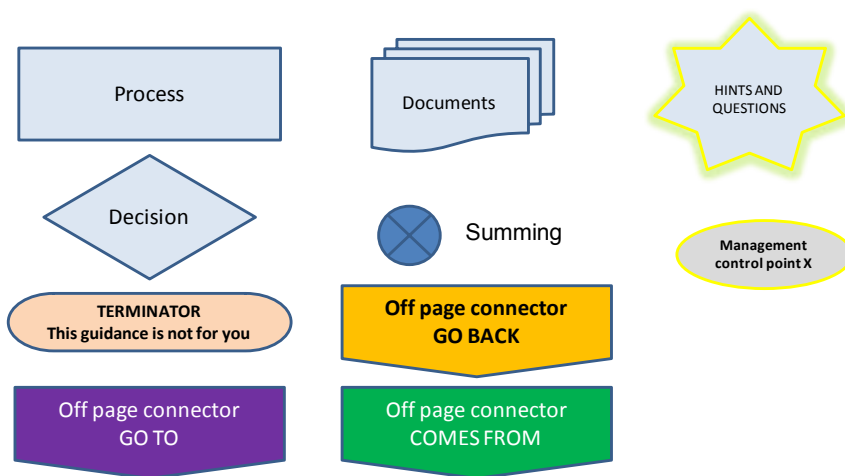 Process
Documents
HINTS AND
QUESTIONS
Decision
Summing
Management
control point X
TERMINATOR
This guidance is not for you
Off page connector
GO BACK
Off page connector
GO TO
Off page connector
COMES FROM